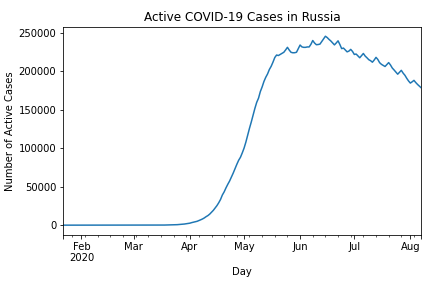 Active COVID-19 Cases in Russia
Number of Active Cases
250000
200000
150000
100000
50000
0
Feb
2020
Mar
Apr
May
Jun
Jul
Aug
Day